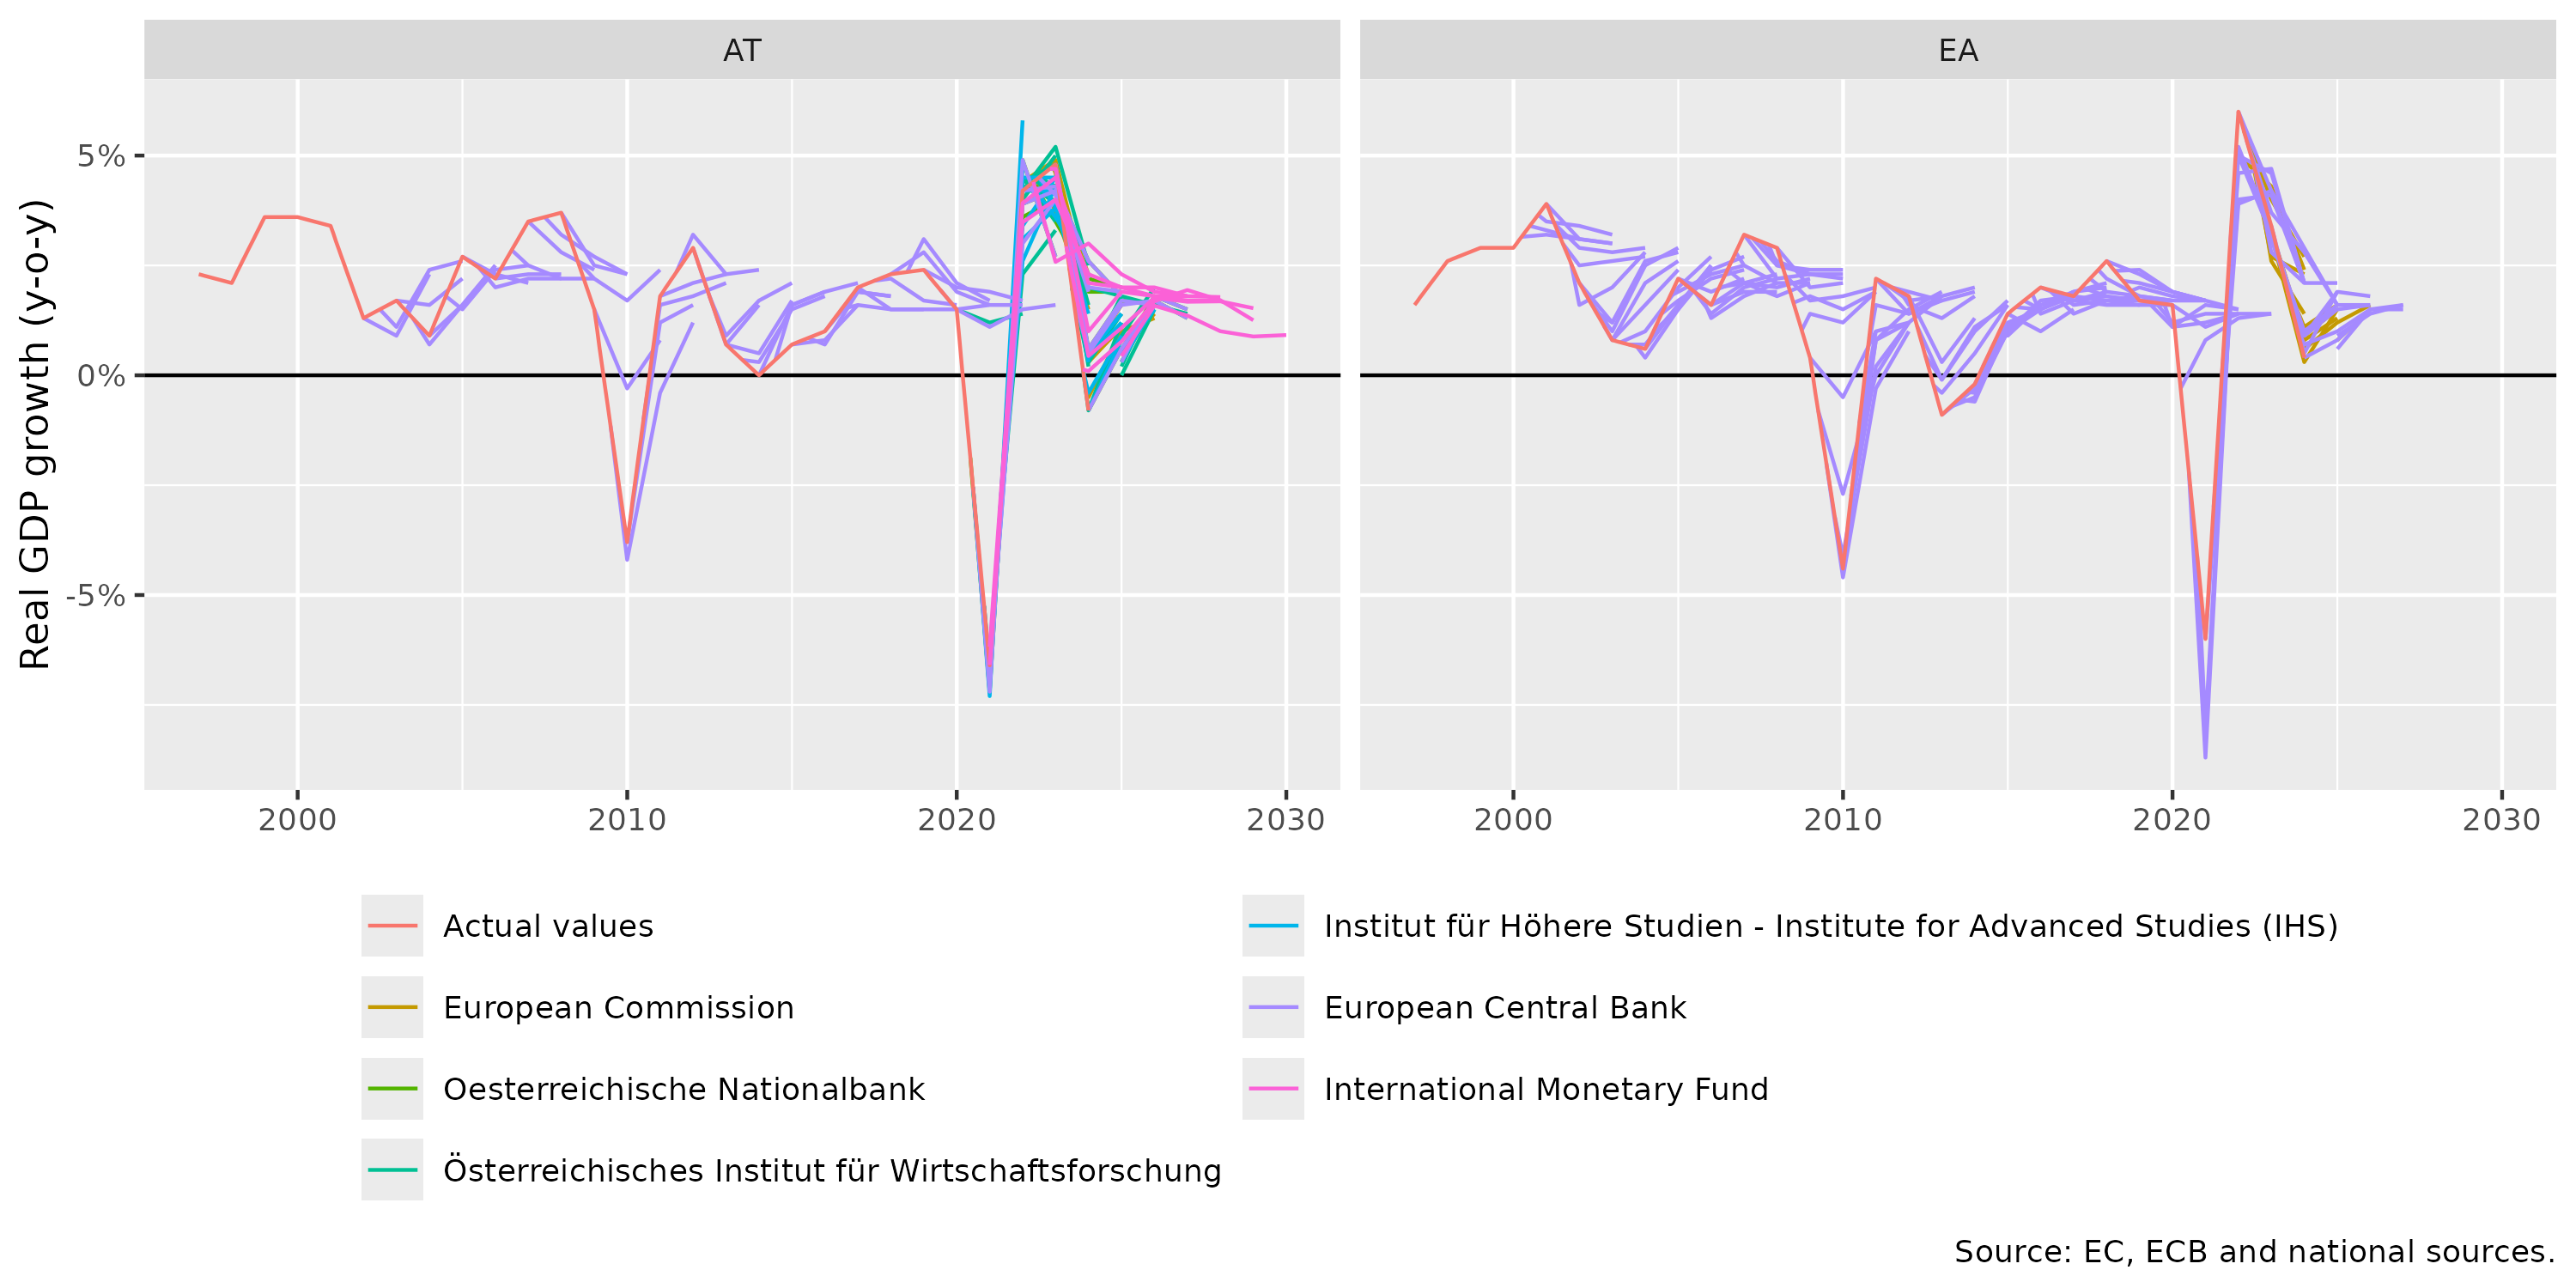 AT
EA
Real GDP growth (y-o-y)
5%
0%
-5%
2000
2010
2020
2030
2000
2010
2020
2030
Actual values
European Commission
Oesterreichische Nationalbank
Österreichisches Institut für Wirtschaftsforschung
Institut für Höhere Studien - Institute for Advanced Studies (IHS)
European Central Bank
International Monetary Fund
Source: EC, ECB and national sources.